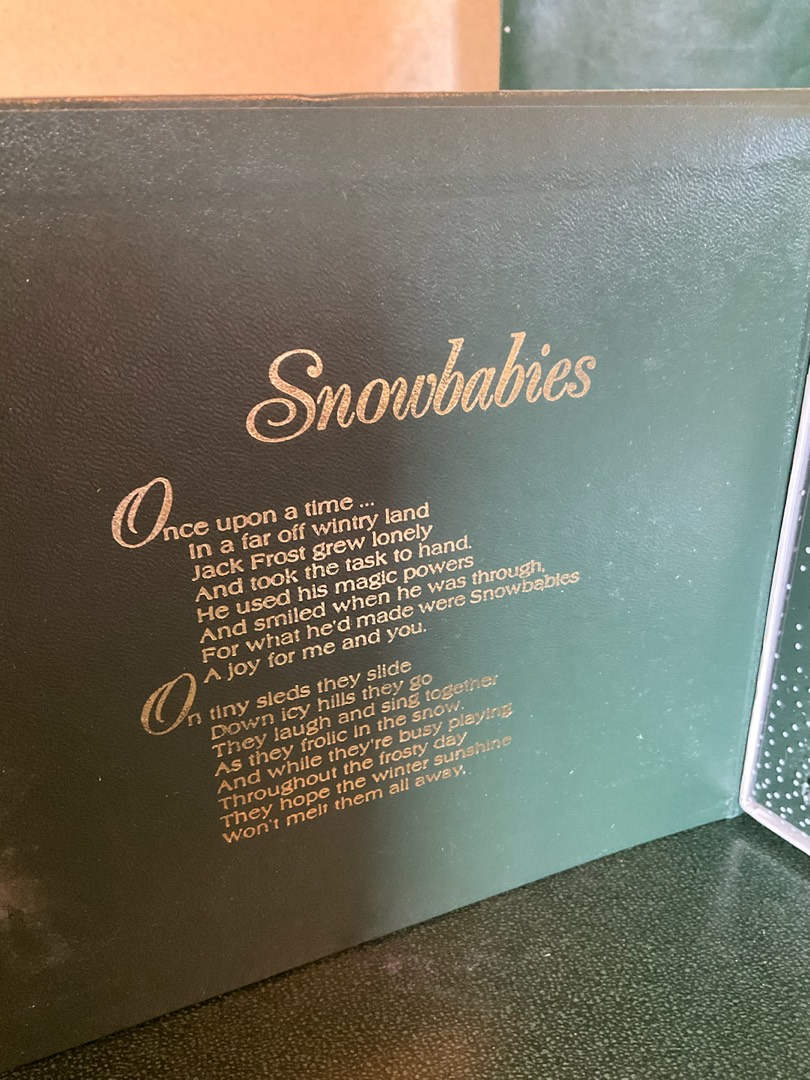 Snowbabies
Once upon a time ...
In a far off wintry land
Jack Frost grew lonely
And took the task to hand.
He used his magic powers
And smiled when he was through,
For what he'd made were Snowbabies
A joy for me and you.
On tiny sleds they slide
Down icy hills they go
They laugh and sing together
As they frolic in the snow.
And while they're busy playing
Throughout the frosty day
They hope the winter sunshine
Won't melt them all away.